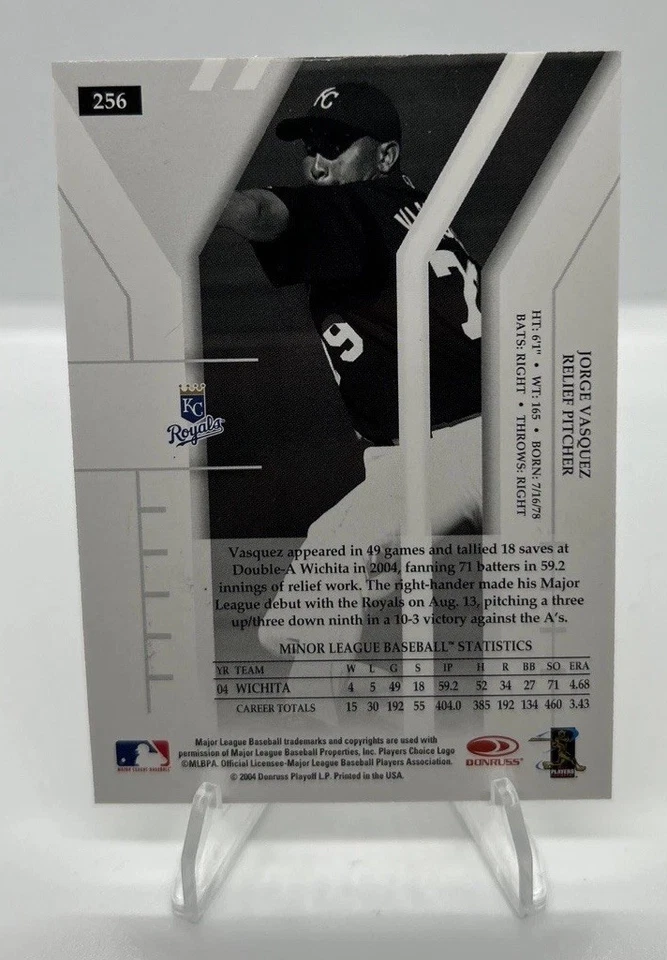 256
KC
79
JORGE VASQUEZ
RELIEF PITCHER
HT: 6'1" • WT: 165 • BORN: 7/16/78
BATS: RIGHT • THROWS: RIGHT
KC
Royals
Vasquez appeared in 49 games and tallied 18 saves at
Double-A Wichita in 2004, fanning 71 batters in 59.2
innings of relief work. The right-hander made his Major
League debut with the Royals on Aug. 13, pitching a three
up/three down ninth in a 10-3 victory against the A's.
MINOR LEAGUE BASEBALL™ STATISTICS
YR TEAM W L G S IP H R BB SO ERA
04 WICHITA 4 5 49 18 59.2 52 34 27 71 4.68
CAREER TOTALS 15 30 192 55 404.0 385 192 134 460 3.43
Major League Baseball trademarks and copyrights are used with
permission of Major League Baseball Properties, Inc. Players Choice Logo
©MLBPA. Official Licensee-Major League Baseball Players Association.
© 2004 Donruss Playoff L.P. Printed in the USA.
MAJOR LEAGUE BASEBALL
DONRUSS
PLAYERS